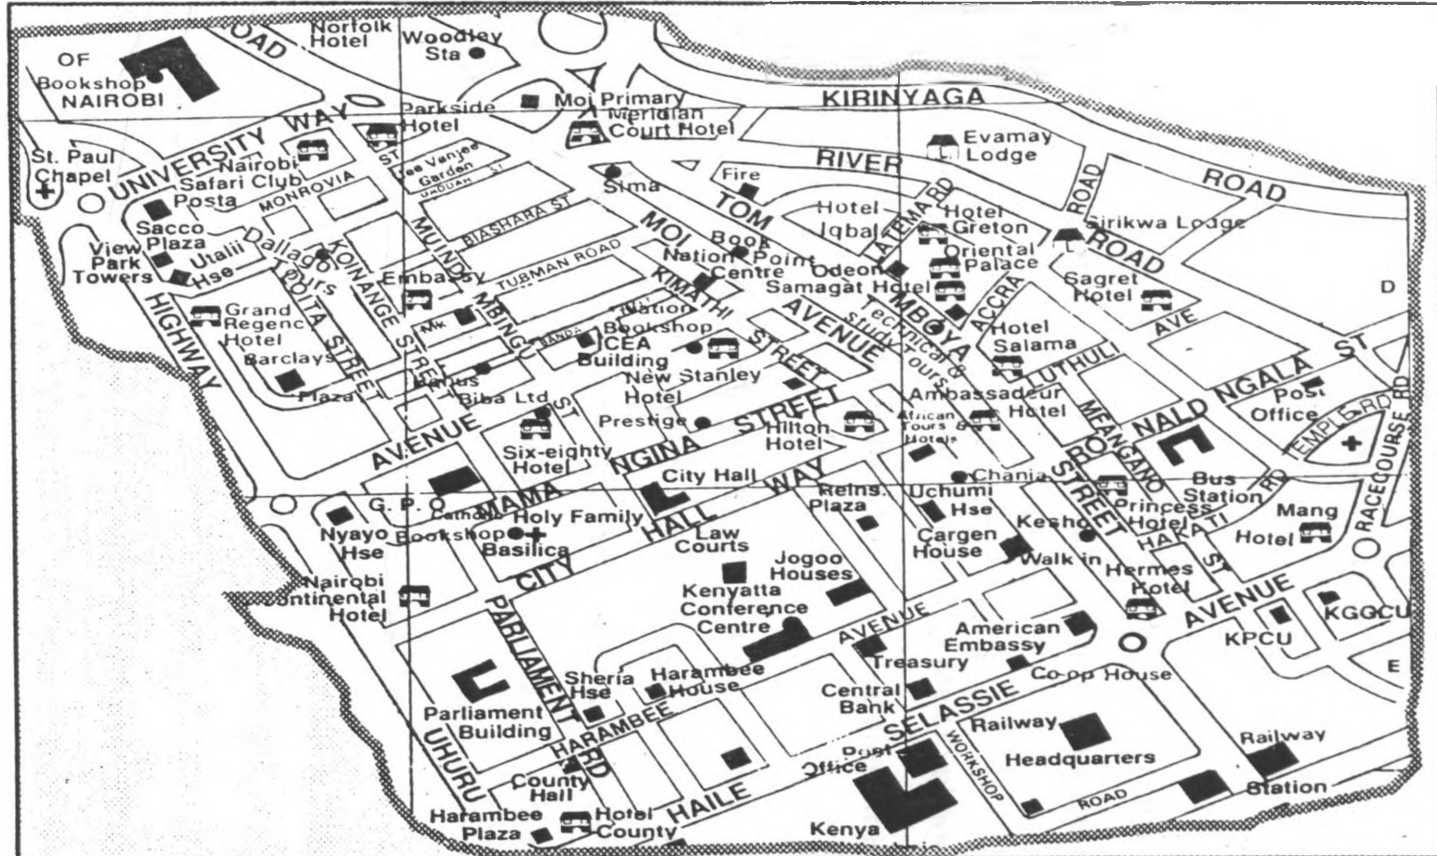 Norfolk
Hotel
Woodley
Sta
ROAD
OF
Bookshop
NAIROBI
Parkside
Hotel
Moi Primary
Meridian
Court Hotel
KIRINYAGA
ROAD
Evamay
Lodge
St. Paul
Chapel
UNIVERSITY WAY
Nairobi
Safari Club
Posta
MONROVIA
ST
Jee Vanjee
Garden
Sima
Fire
RIVER
ROAD
ROAD
Sirikwa Lodge
Hotel
Iqbal
LATEMA RD
Hotel
Greton
Oriental
Palace
Sacco
Plaza
View
Park
Towers
Utalii
Hse
Dallago
Tours
KOINANGE STREET
LOITA STREET
MUINDI
MBINGU
ST
BIASHARA ST
TUBMAN ROAD
Embassy
MOI
AVENUE
TOM
MBOYA
STREET
Book
Point
Nation
Centre
Odeon
Samagat Hotel
ACCRA
Sagret
Hotel
D
HIGHWAY
Grand
Regenc
Hotel
Barclays
Plaza
Mk
BANDA
Nation
Bookshop
CEA
Building
KIMATHI
STREET
New Stanley
Hotel
Technical &
Study Tours
Hotel
Salama
LUTHULI
AVE
Ambassadeur
Hotel
African
Tours &
Hotels
MFANGANO
ST
RONALD NGALA ST
Post
Office
TEMPLE RD
RACECOURSE RD
Biba Ltd
Prestige
Hilton
Hotel
Six-eighty
Hotel
AVENUE
MAMA
NGINA STREET
City Hall
CITY
HALL
WAY
Chania
Bus
Station
RD
G. P. O
Catholic
Bookshop
Holy Family
Basilica
Nyayo
Hse
Law
Courts
Reins.
Plaza
Uchumi
Hse
Cargen
House
Kesho
Walk in
Princess
Hotel
HAKATI
Mang
Hotel
Hermes
Hotel
Nairobi
Continental
Hotel
Jogoo
Houses
Kenyatta
Conference
Centre
AVENUE
American
Embassy
Treasury
AVENUE
KPCU
KGGCU
E
PARLIAMENT
RD
Sheria
Hse
Harambee
House
HARAMBEE
Parliament
Building
Central
Bank
Co-op House
SELASSIE
Railway
Headquarters
Railway
Station
Post
Office
WORKSHOP
ROAD
UHURU
County
Hall
HAILE
Harambee
Plaza
Hotel
County
Kenya